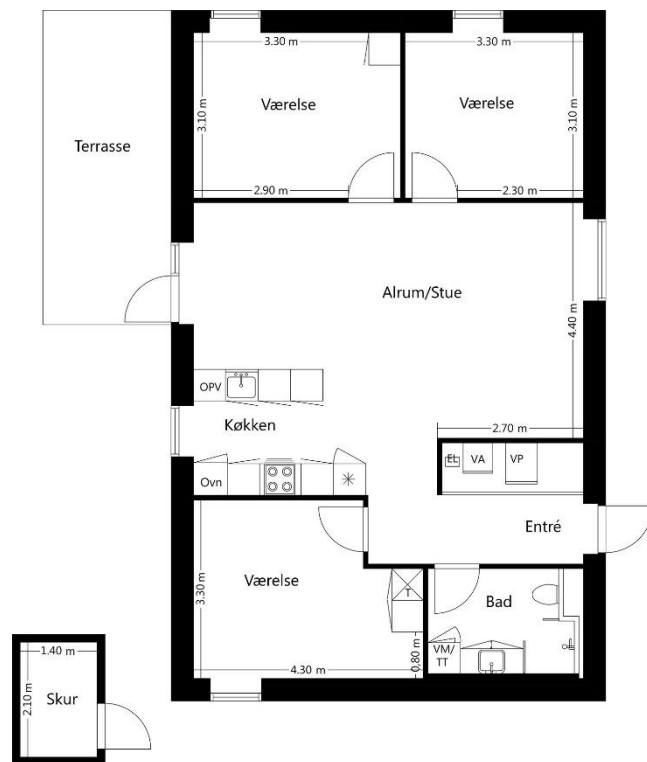 3.30 m
3.30 m
Værelse
Værelse
3.10 m
3.10 m
Terrasse
2.90 m
2.30 m
Alrum/Stue
4.40 m
OPV
Køkken
2.70 m
EL
VA
VP
Ovn
Entré
Værelse
3.30 m
T
Bad
0.80 m
VM/
TT
4.30 m
1.40 m
2.10 m
Skur